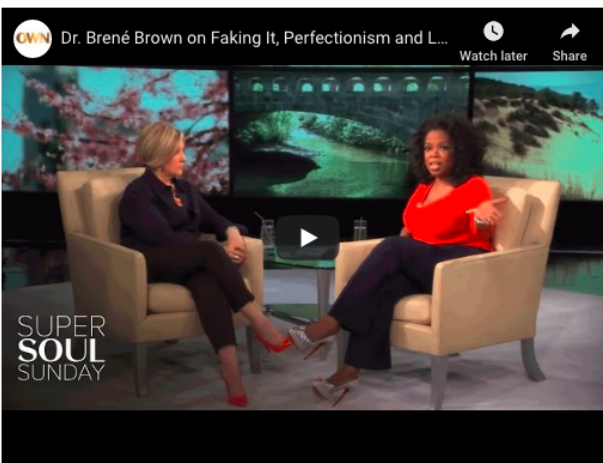 OWN
Dr. Brené Brown on Faking It, Perfectionism and L...
Watch later
Share
SUPER
SOUL
SUNDAY